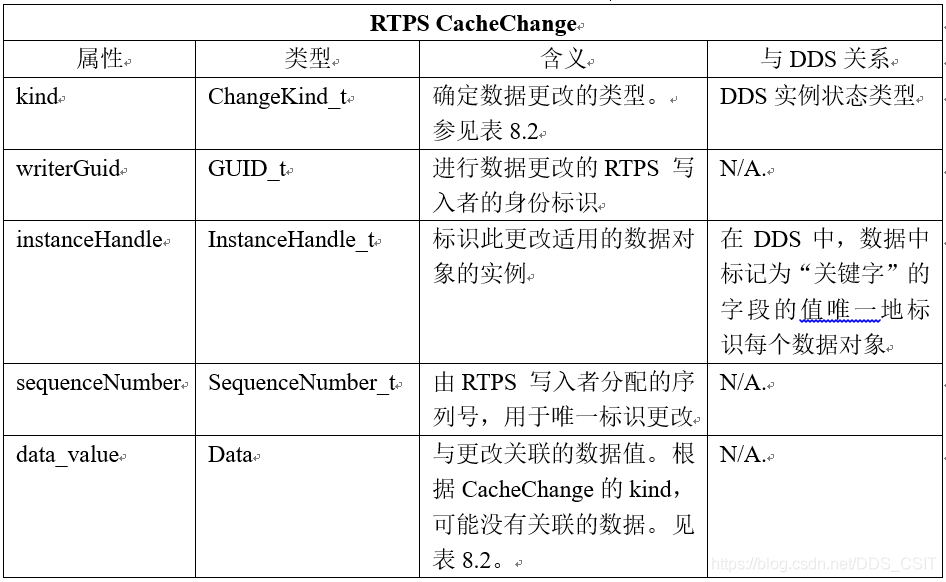 RTPS CacheChange
属性 类型 含义 与 DDS 关系
kind ChangeKind_t 确定数据更改的类型。 DDS 实例状态类型
参见表 8.2
writerGuid GUID_t 进行数据更改的 RTPS 写 N/A.
入者的身份标识
instanceHandle InstanceHandle_t 标识此更改适用的数据对 在 DDS 中，数据中
象的实例 标记为“关键字”的
字段的值唯一地标
识每个数据对象
sequenceNumber SequenceNumber_t 由 RTPS 写入者分配的序 N/A.
列号，用于唯一标识更改
data_value Data 与更改关联的数据值。根 N/A.
据 CacheChange 的 kind，
可能没有关联的数据。见
表 8.2。
https://blog.csdn.net/DDS_CSIT